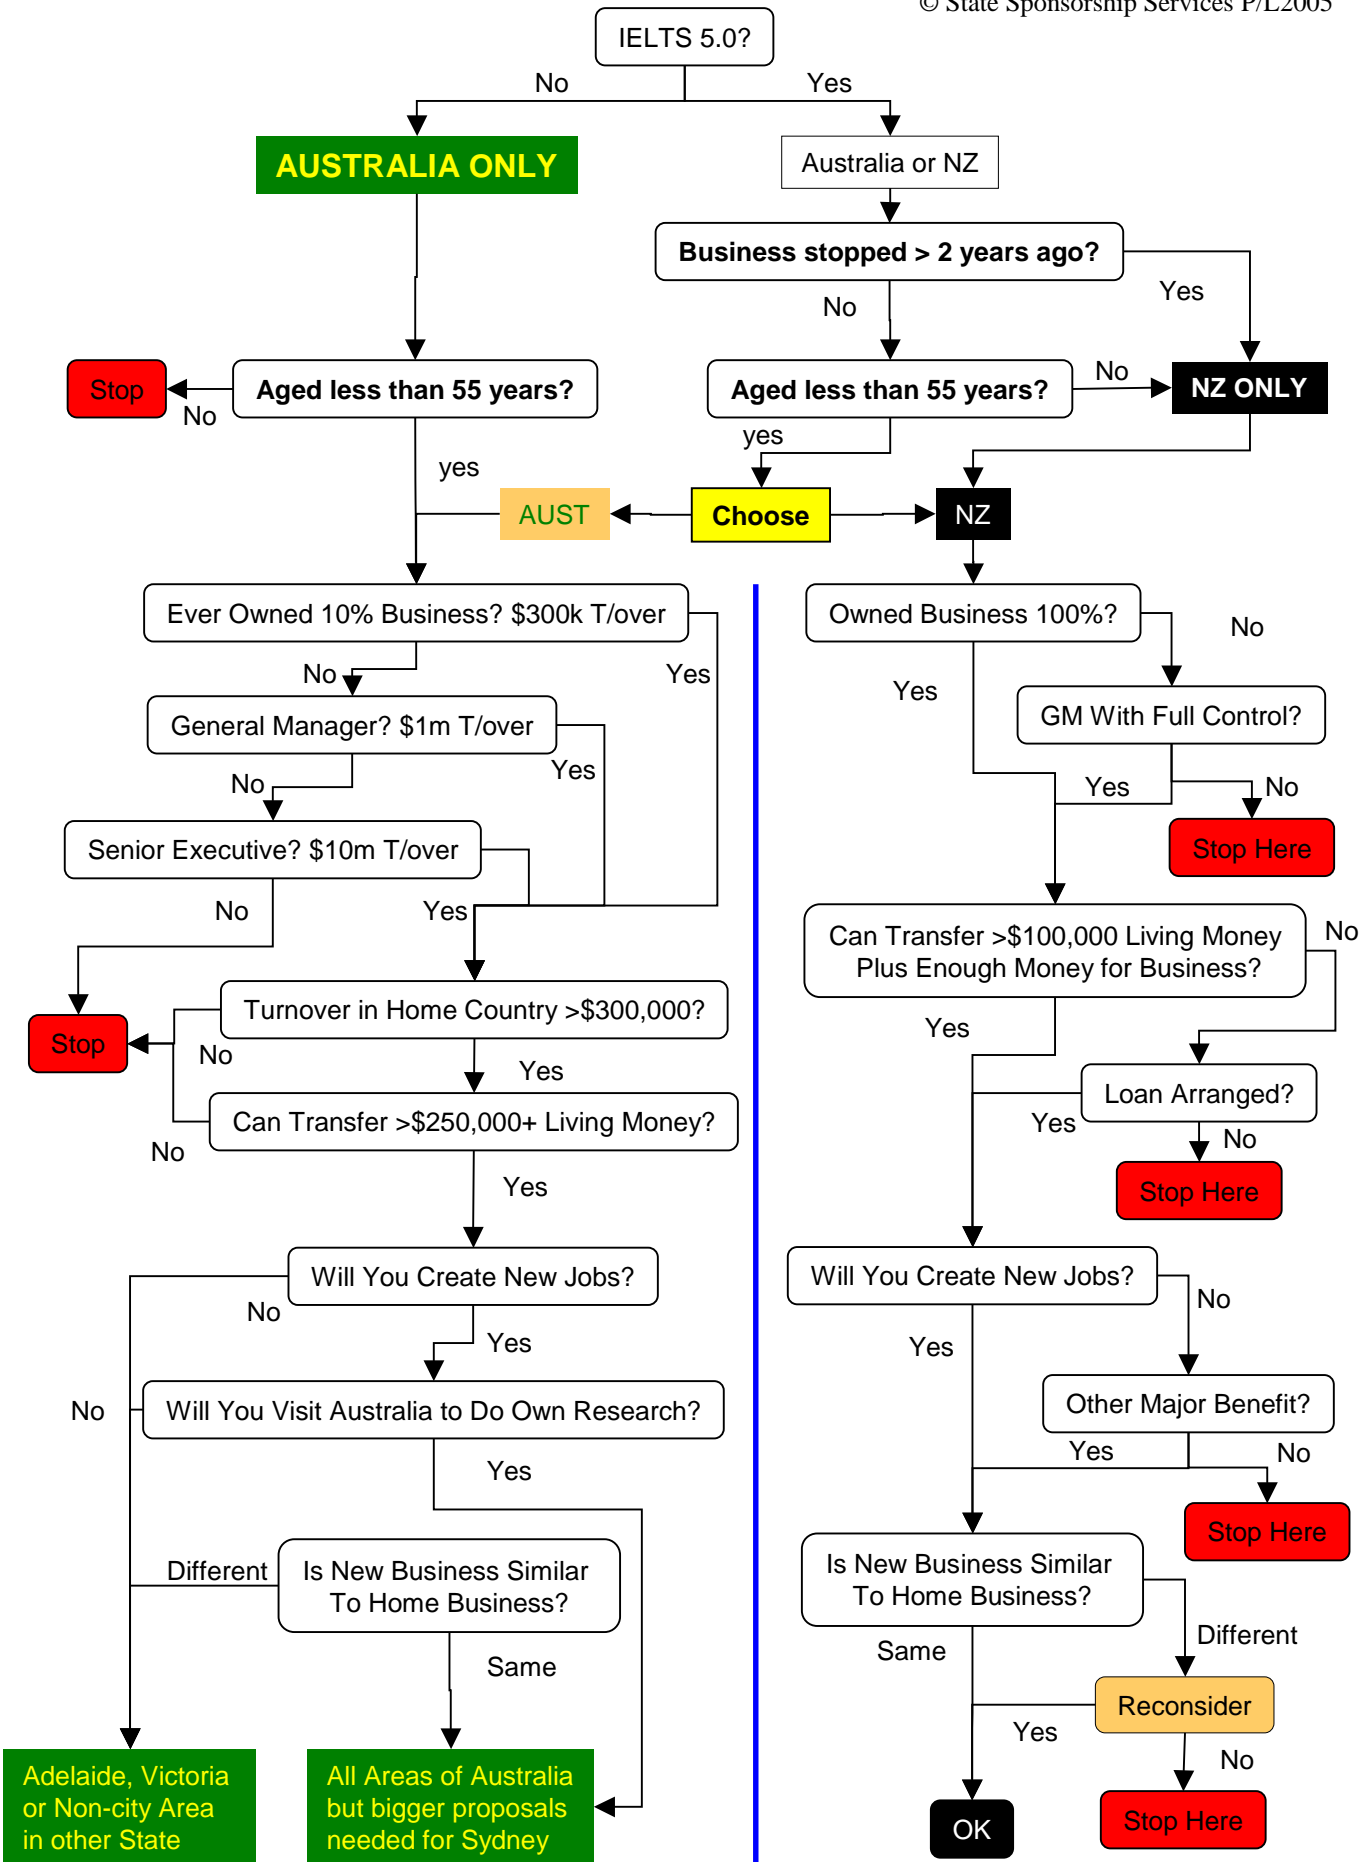 © State Sponsorship Services P/L2005
IELTS 5.0?
No
Yes
AUSTRALIA ONLY
Australia or NZ
Business stopped > 2 years ago?
No
Yes
Stop
No
Aged less than 55 years?
Aged less than 55 years?
No
NZ ONLY
yes
yes
AUST
Choose
NZ
Ever Owned 10% Business? $300k T/over
No
Yes
General Manager? $1m T/over
No
Yes
Senior Executive? $10m T/over
No
Yes
Stop
Turnover in Home Country >$300,000?
No
Yes
Can Transfer >$250,000+ Living Money?
No
Yes
Will You Create New Jobs?
No
Yes
Will You Visit Australia to Do Own Research?
No
Yes
Is New Business Similar
To Home Business?
Different
Same
Adelaide, Victoria
or Non-city Area
in other State
All Areas of Australia
but bigger proposals
needed for Sydney
Owned Business 100%?
No
Yes
GM With Full Control?
Yes
No
Stop Here
Can Transfer >$100,000 Living Money
Plus Enough Money for Business?
No
Yes
Loan Arranged?
Yes
No
Stop Here
Will You Create New Jobs?
No
Yes
Other Major Benefit?
Yes
No
Stop Here
Is New Business Similar
To Home Business?
Same
Different
Reconsider
Yes
No
OK
Stop Here